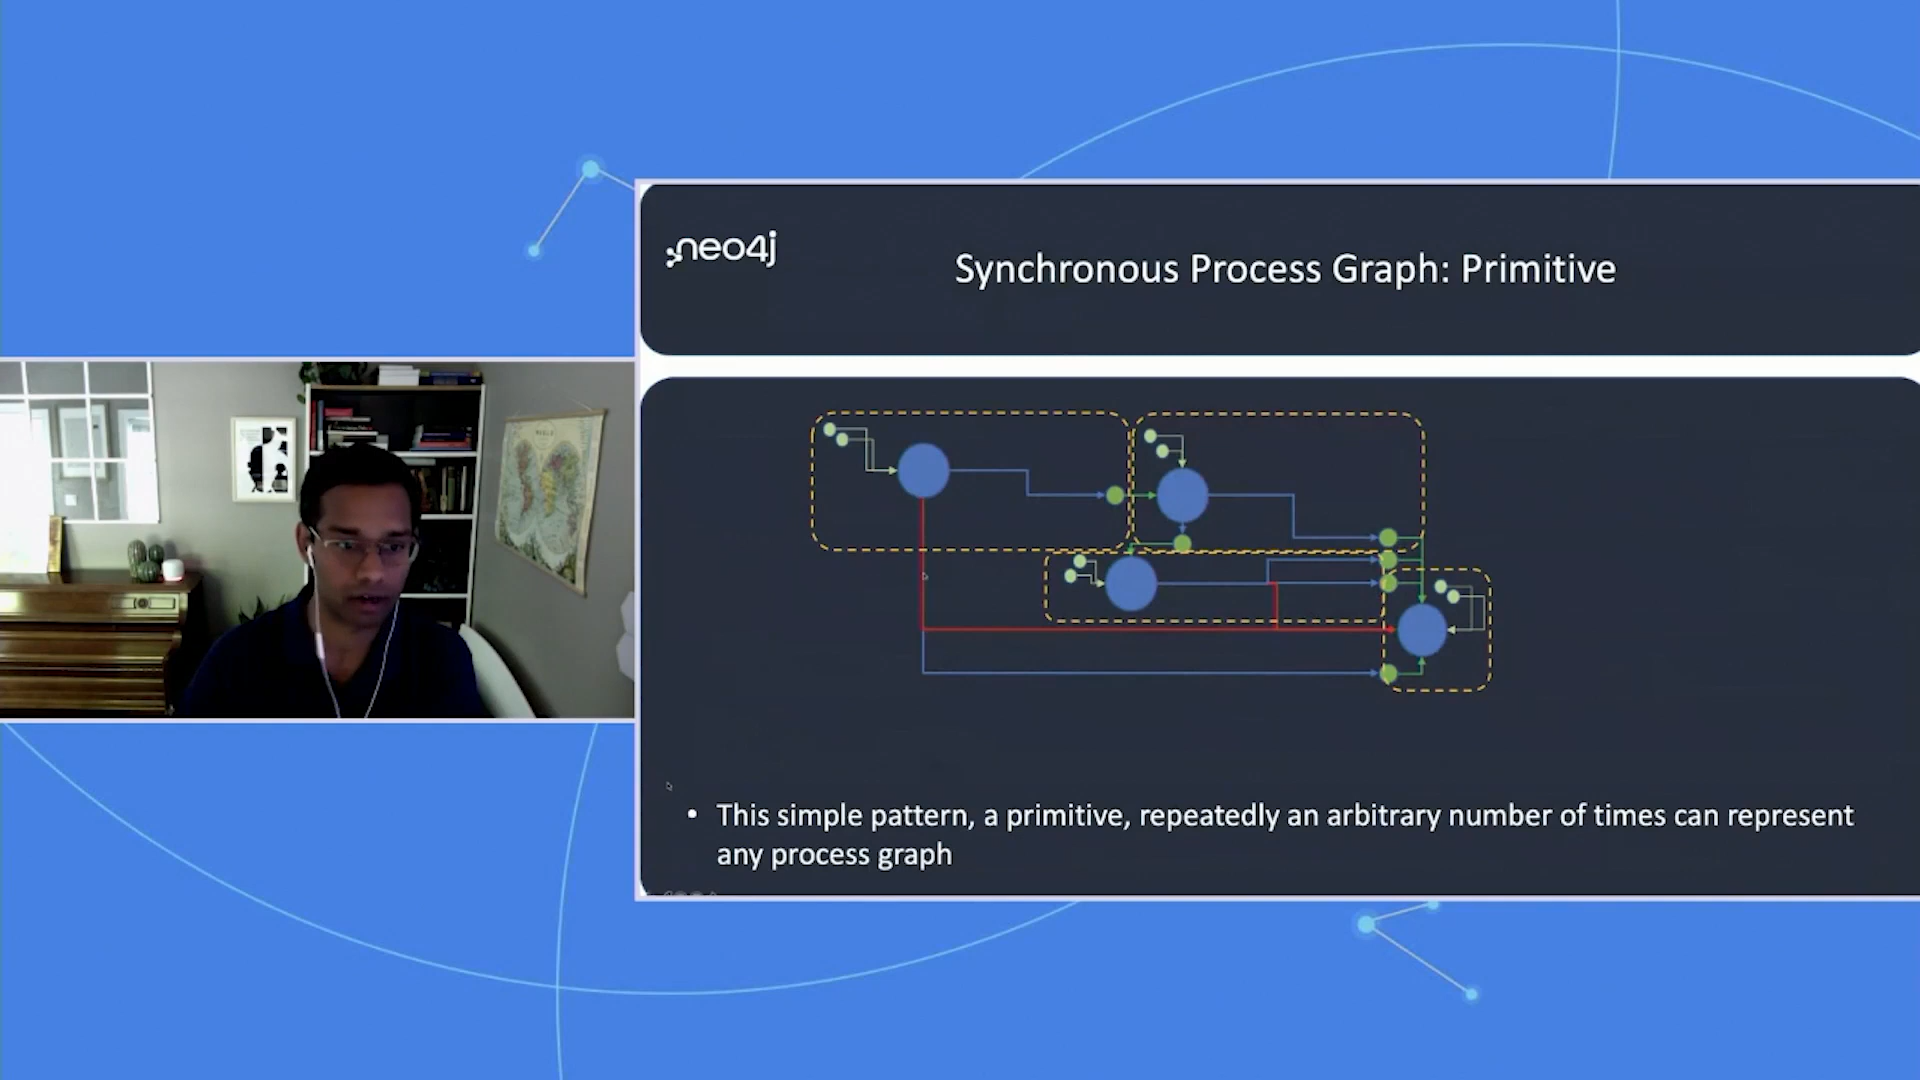 neo4j
Synchronous Process Graph: Primitive
• This simple pattern, a primitive, repeatedly an arbitrary number of times can represent
any process graph